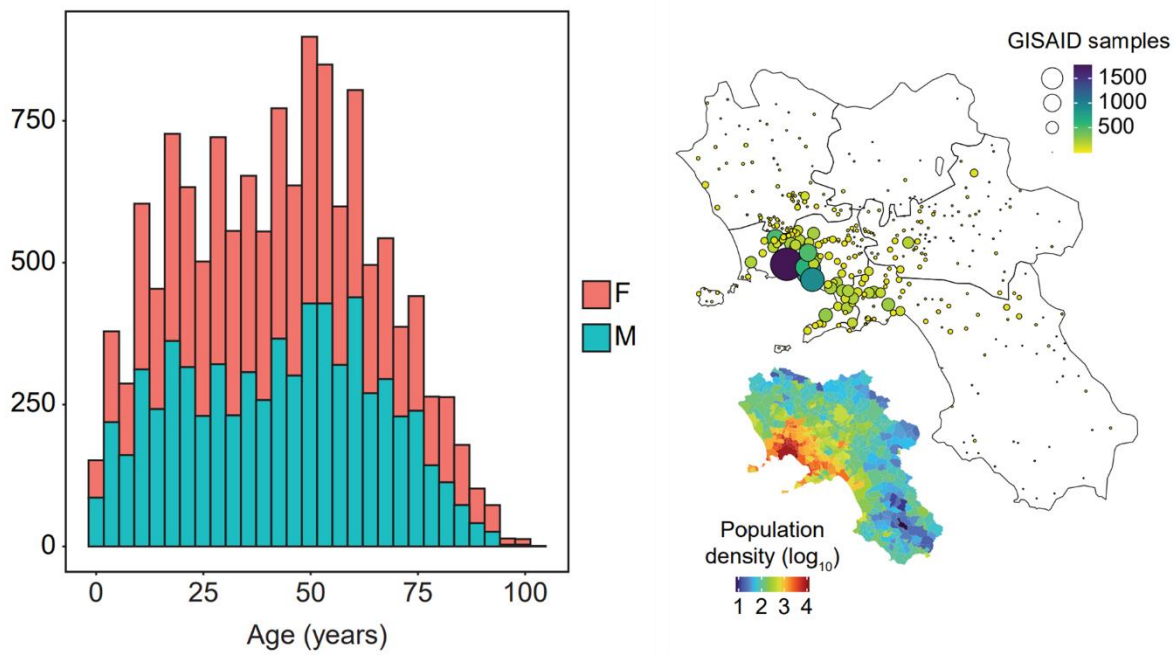 750
500
250
0
0 25 50 75 100
Age (years)
F
M
GISAID samples
1500
1000
500
Population
density (log₁₀)
1 2 3 4